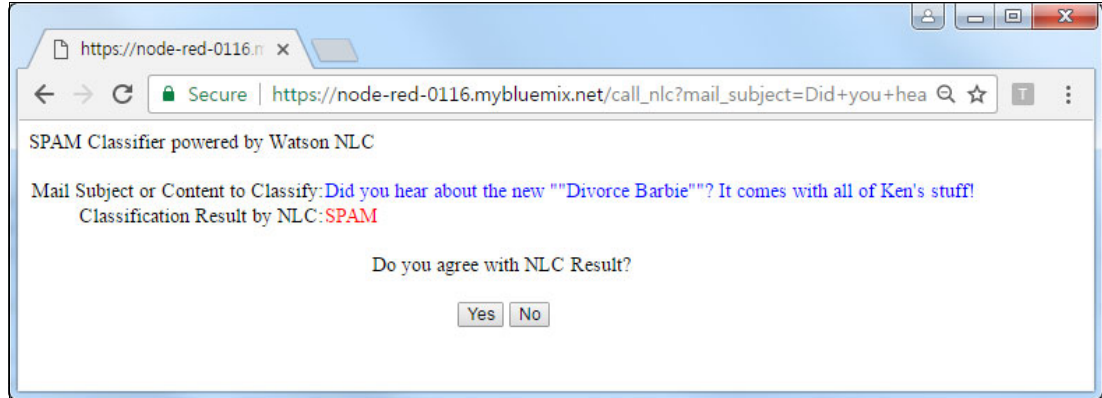 https://node-red-0116.m
Secure | https://node-red-0116.mybluemix.net/call_nlc?mail_subject=Did+you+hea
T
SPAM Classifier powered by Watson NLC
Mail Subject or Content to Classify:Did you hear about the new ""Divorce Barbie""? It comes with all of Ken's stuff!
Classification Result by NLC:SPAM
Do you agree with NLC Result?
Yes No